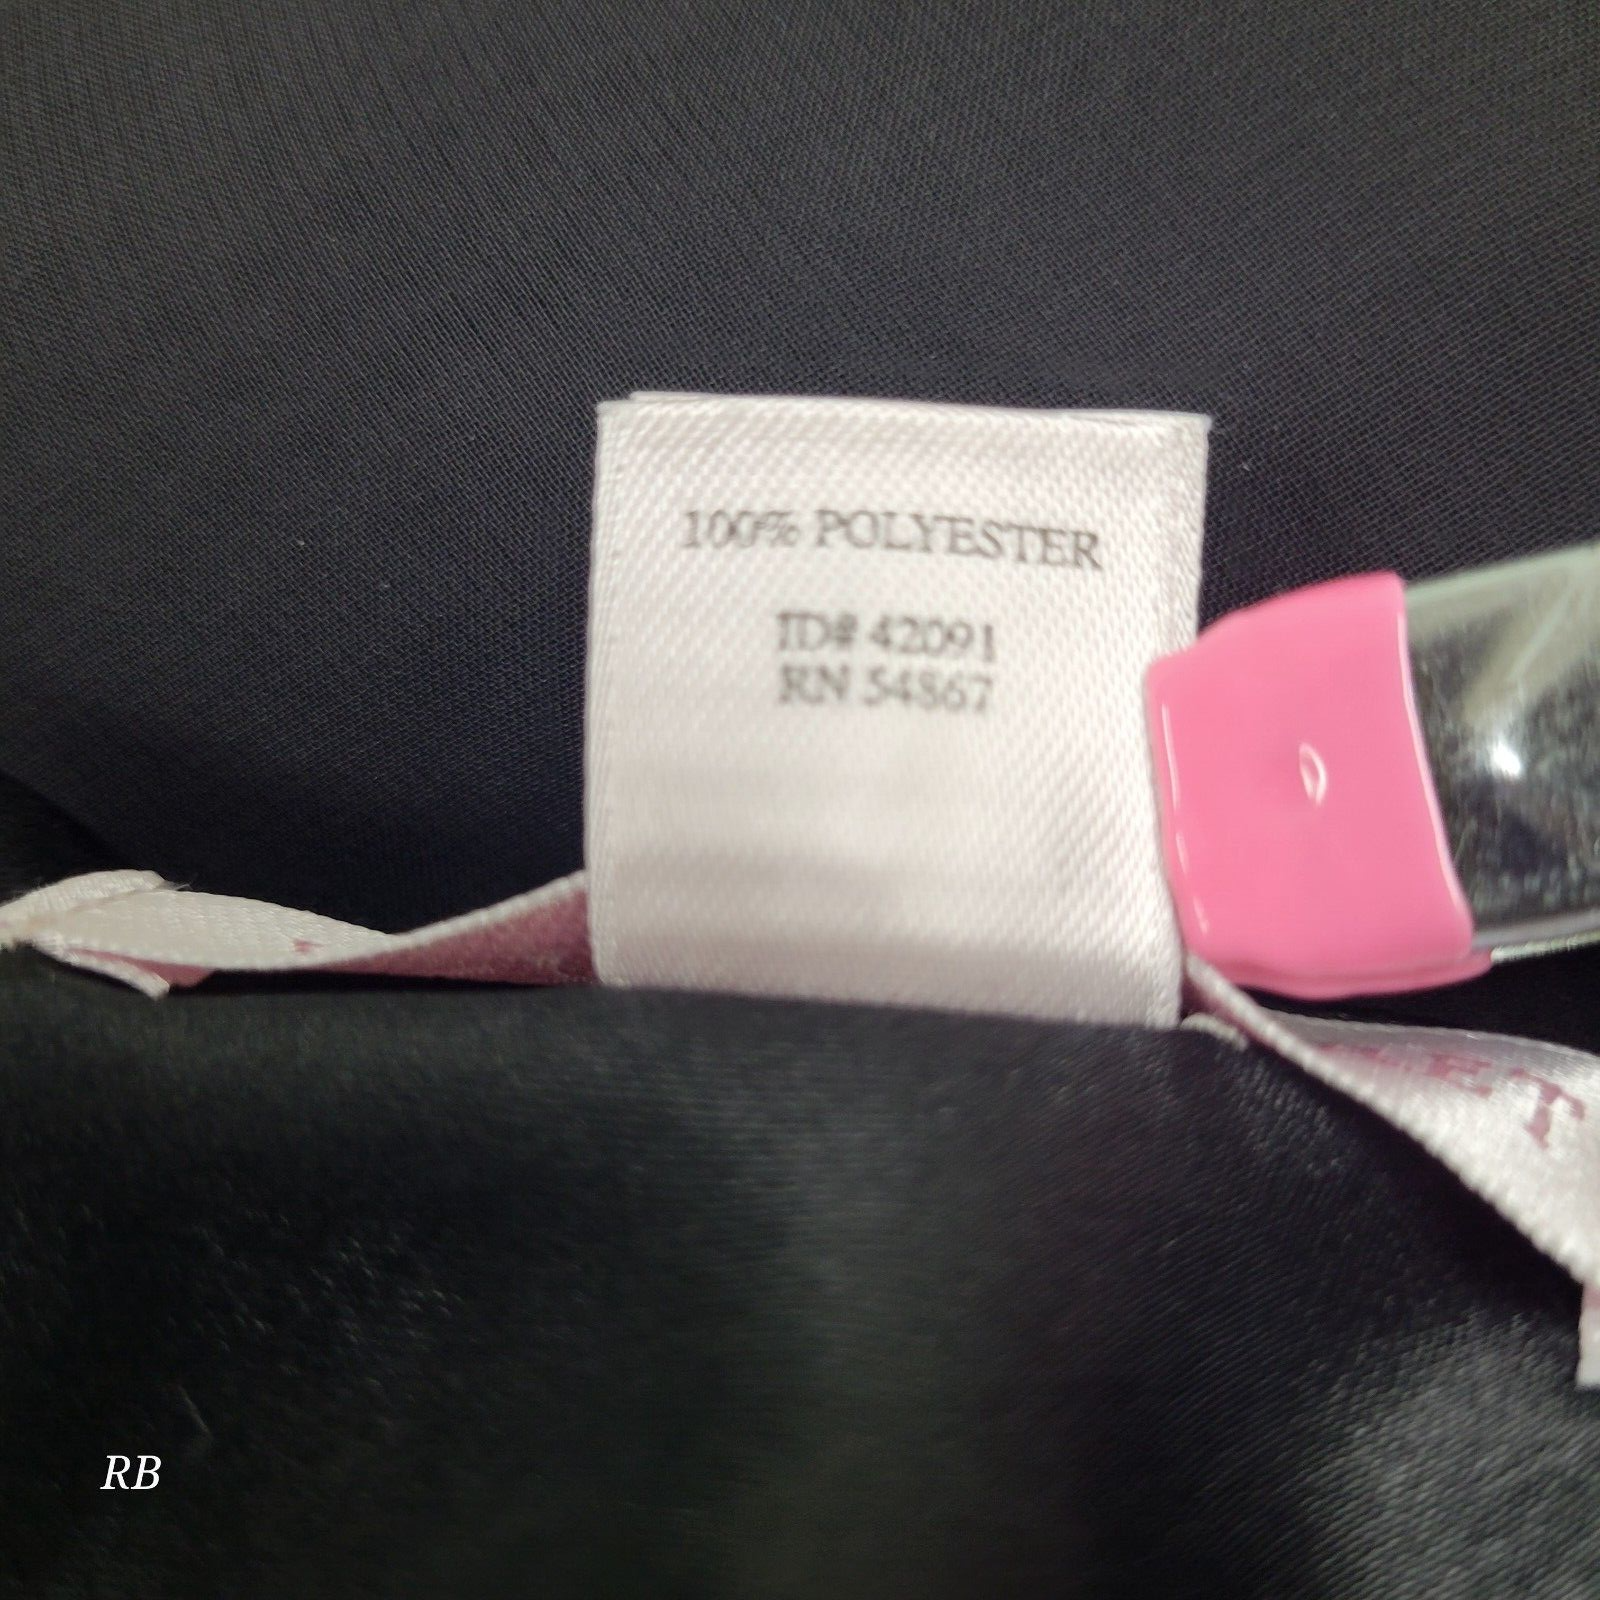 100% POLYESTER
ID# 42091
RN 54867
RB